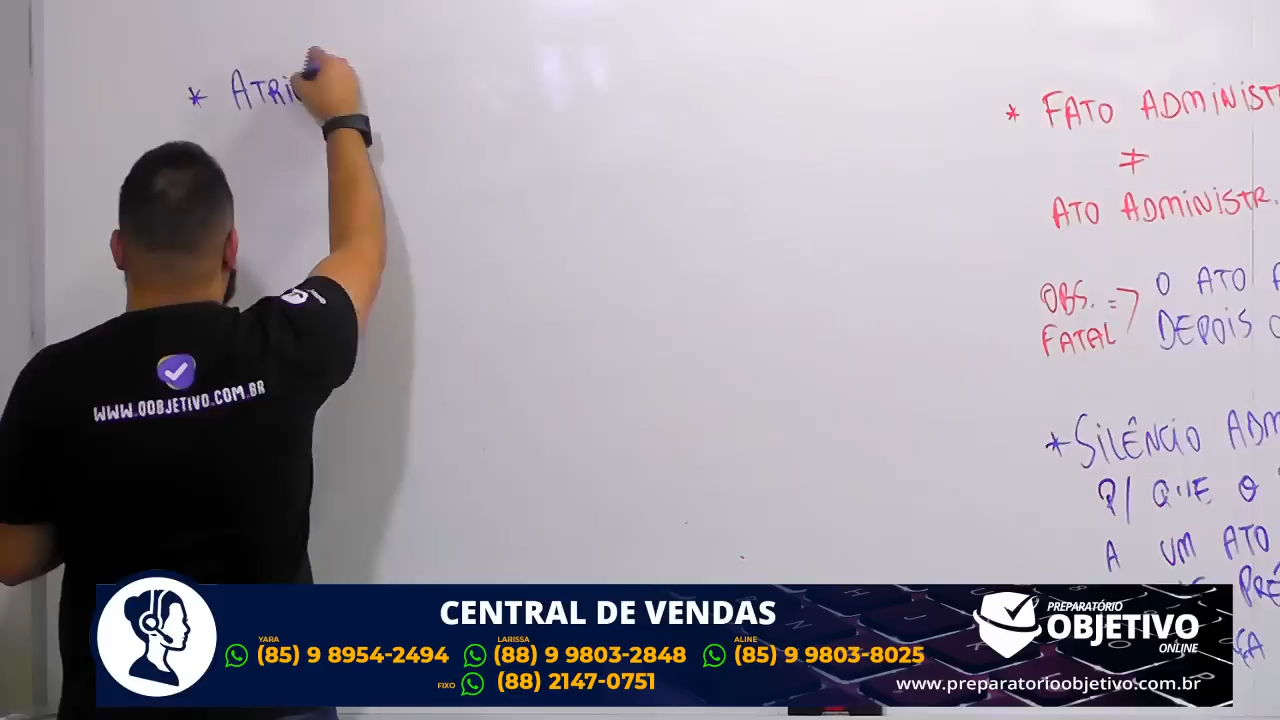 * ATRI
* FATO ADMINIST
≠
ATO ADMINISTR.
OBS. => O ATO
FATAL DEPOIS
* SILÊNCIO ADM
P/ QUE O
A UM ATO
PRÉ
WWW.OOBJETIVO.COM.BR
CENTRAL DE VENDAS
YARA
(85) 9 8954-2494
LARISSA
(88) 9 9803-2848
ALINE
(85) 9 9803-8025
FIXO (88) 2147-0751
PREPARATÓRIO
OBJETIVO
ONLINE
www.preparatorioobjetivo.com.br